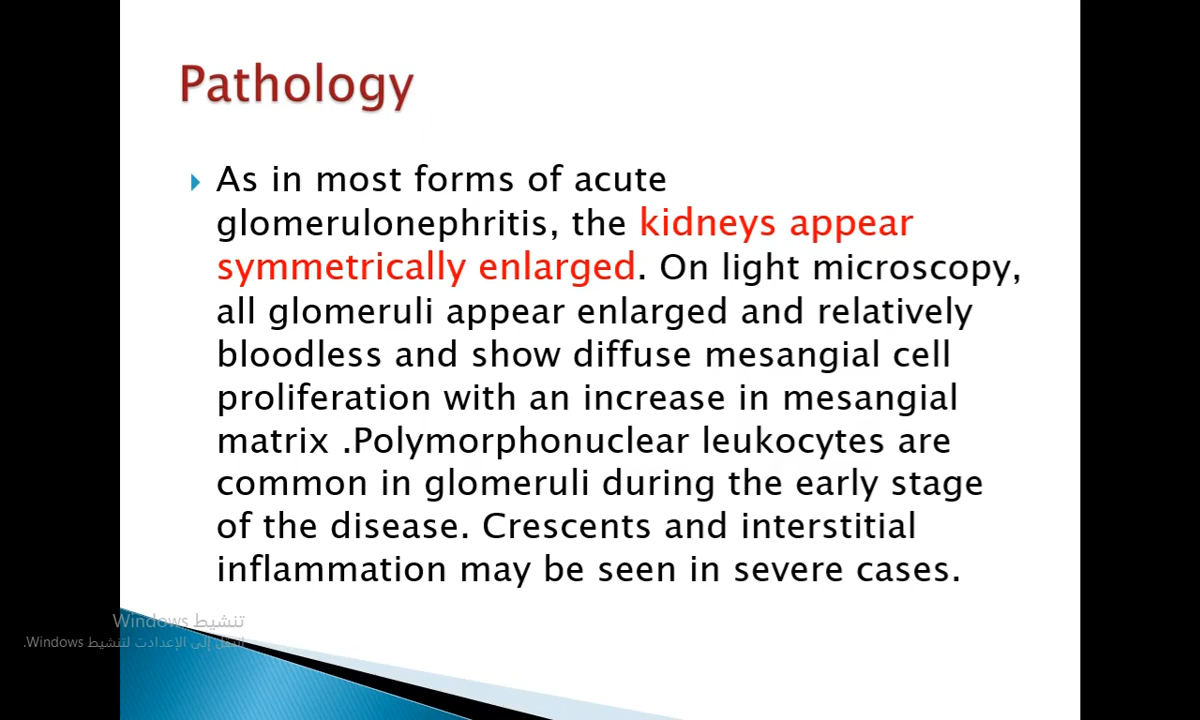 Pathology
As in most forms of acute
glomerulonephritis, the kidneys appear
symmetrically enlarged. On light microscopy,
all glomeruli appear enlarged and relatively
bloodless and show diffuse mesangial cell
proliferation with an increase in mesangial
matrix .Polymorphonuclear leukocytes are
common in glomeruli during the early stage
of the disease. Crescents and interstitial
inflammation may be seen in severe cases.
تنشيط Windows
انتقل إلى الإعدادات لتنشيط Windows.